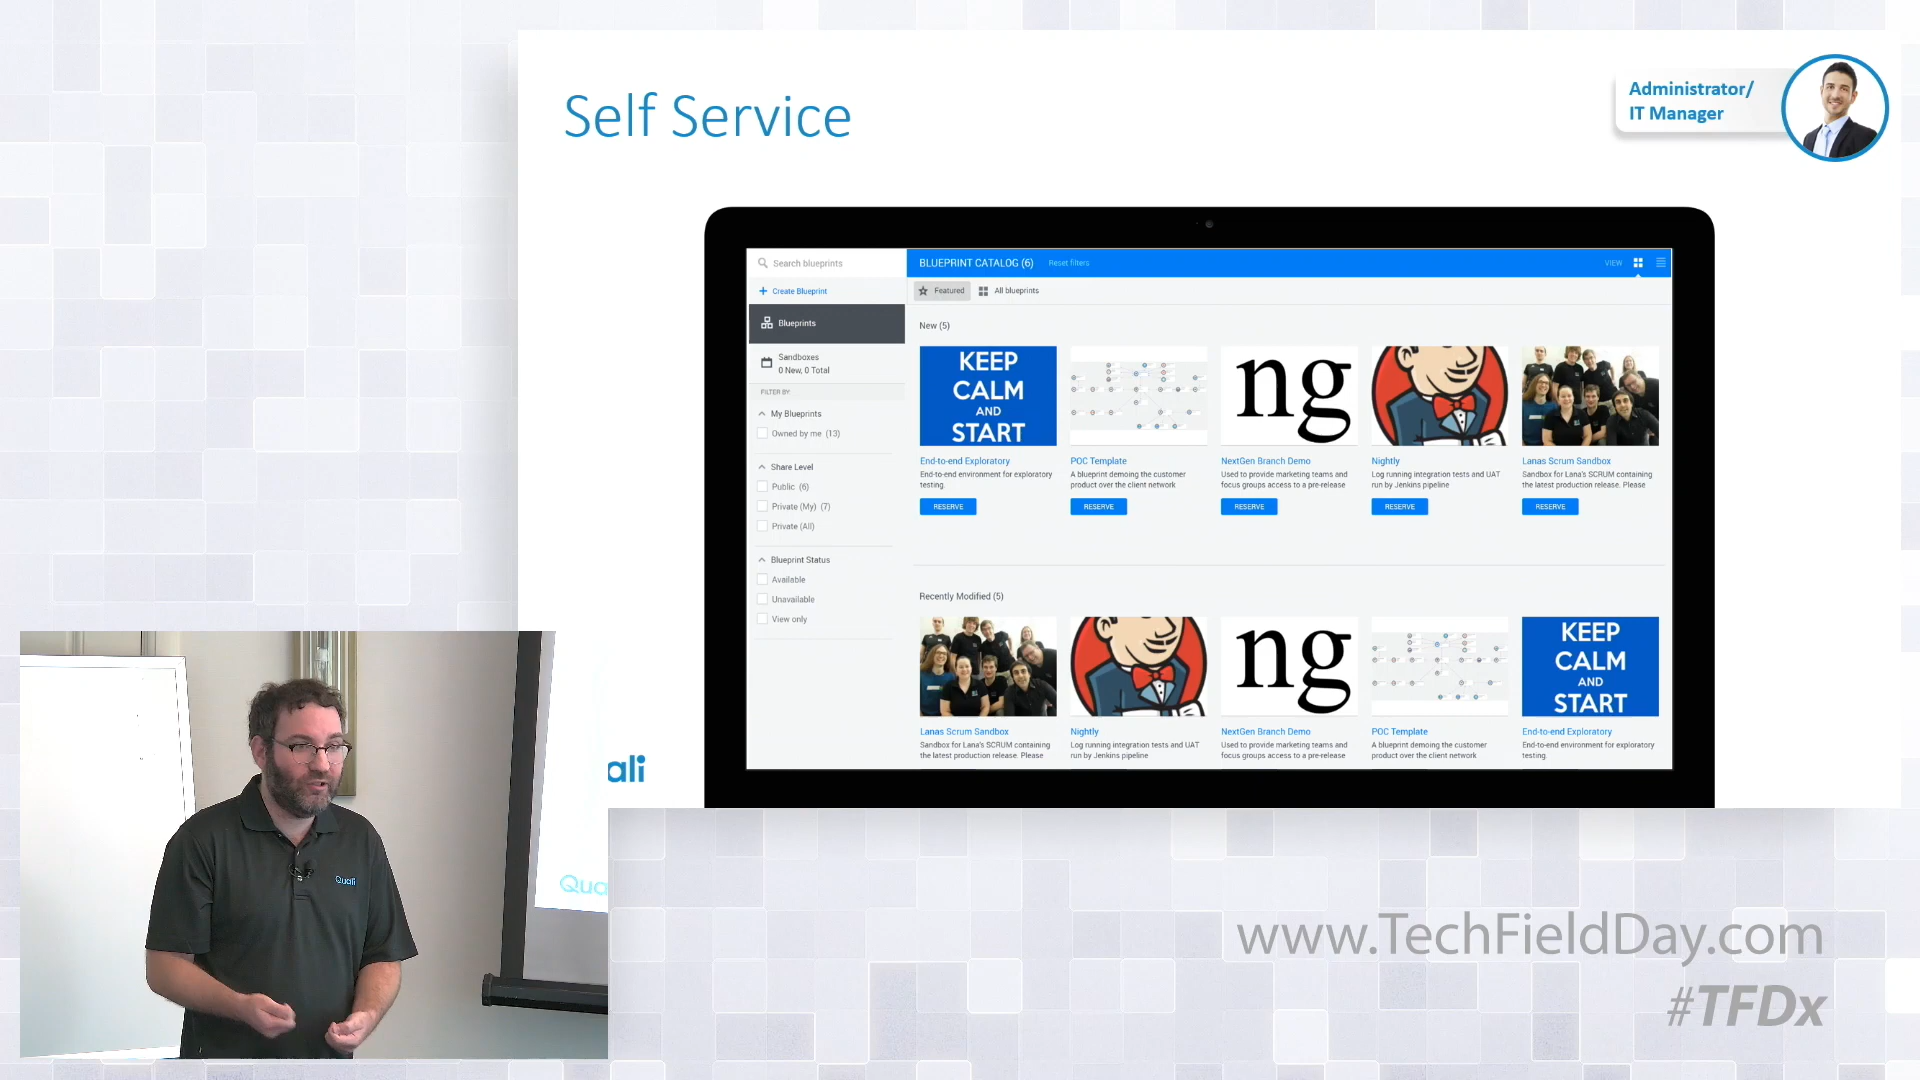 Self Service
Administrator/
IT Manager
Search blueprints
BLUEPRINT CATALOG (6) Reset filters
VIEW
+ Create Blueprint
Featured
All blueprints
Blueprints
Sandboxes
0 New, 0 Total
FILTER BY:
My Blueprints
Owned by me (13)
Share Level
Public (6)
Private (My) (7)
Private (All)
Blueprint Status
Available
Unavailable
View only
New (5)
KEEP
CALM
AND
START
ng
End-to-end Exploratory
End-to-end environment for exploratory
testing.
RESERVE
POC Template
A blueprint demoing the customer
product over the client network
RESERVE
NextGen Branch Demo
Used to provide marketing teams and
focus groups access to a pre-release
RESERVE
Nightly
Log running integration tests and UAT
run by Jenkins pipeline
RESERVE
Lanas Scrum Sandbox
Sandbox for Lana's SCRUM containing
the latest production release. Please
RESERVE
Recently Modified (5)
ng
KEEP
CALM
AND
START
Lanas Scrum Sandbox
Sandbox for Lana's SCRUM containing
the latest production release. Please
Nightly
Log running integration tests and UAT
run by Jenkins pipeline
NextGen Branch Demo
Used to provide marketing teams and
focus groups access to a pre-release
POC Template
A blueprint demoing the customer
product over the client network
End-to-end Exploratory
End-to-end environment for exploratory
testing.
ali
Quali
Qua
www.TechFieldDay.com
#TFDx